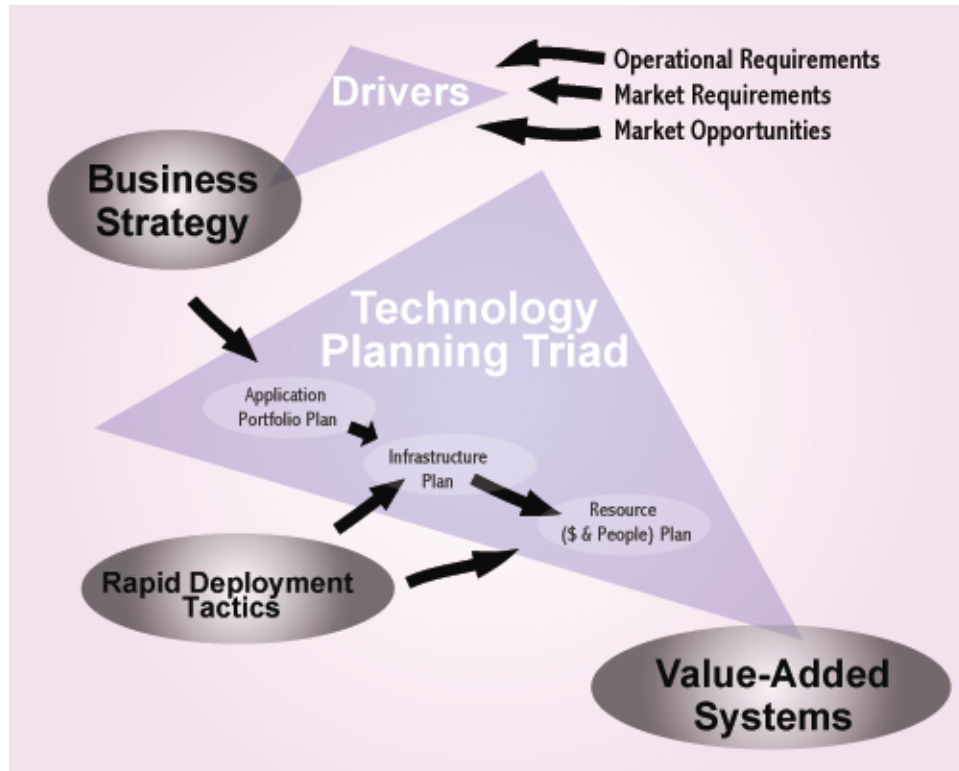 Drivers
Operational Requirements
Market Requirements
Market Opportunities
Business
Strategy
Technology
Planning Triad
Application
Portfolio Plan
Infrastructure
Plan
Resource
($ & People) Plan
Rapid Deployment
Tactics
Value-Added
Systems